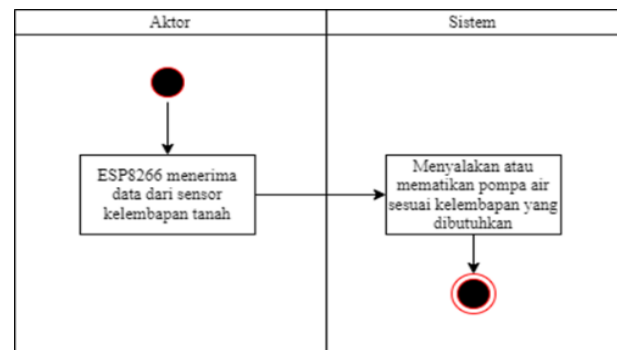 Aktor
Sistem
ESP8266 menerima
data dari sensor
kelembapan tanah
Menyalakan atau
mematikan pompa air
sesuai kelembapan yang
dibutuhkan